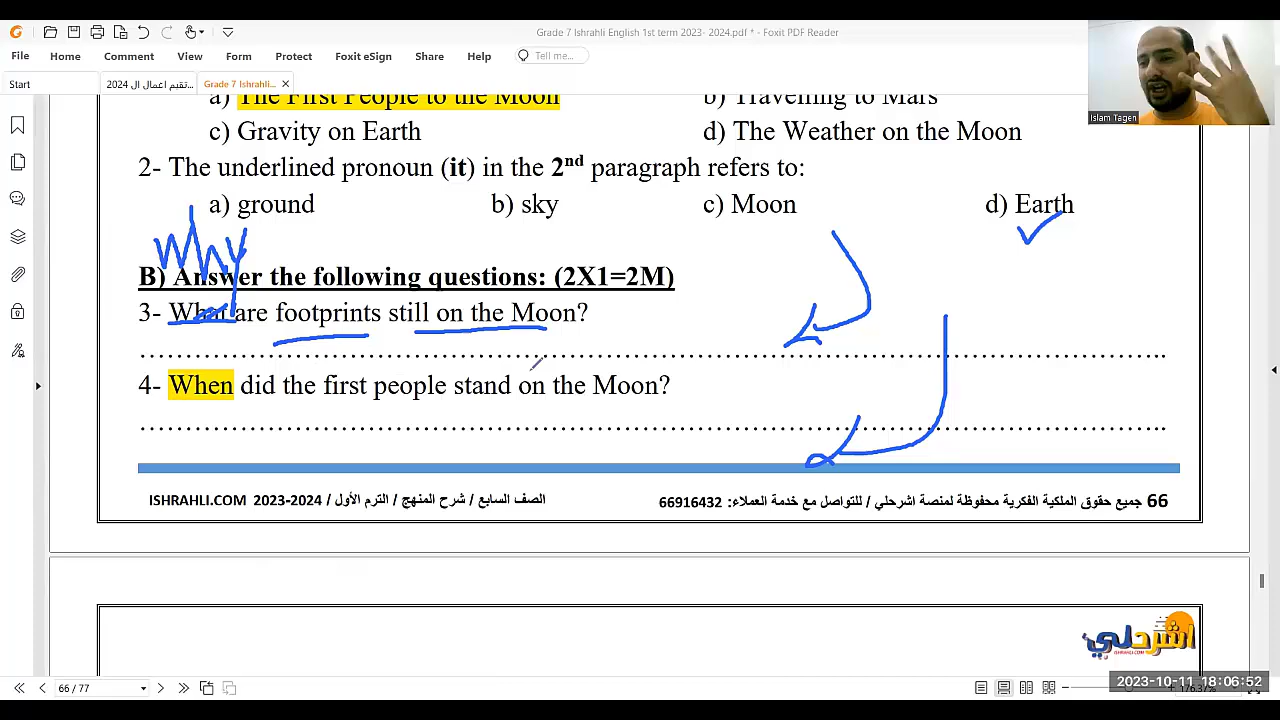 Grade 7 Ishrahli English 1st term 2023- 2024.pdf * - Foxit PDF Reader
File Home Comment View Form Protect Foxit eSign Share Help Tell me...
Start تقيم اعمال ال 2024... Grade 7 Ishrahli...
Islam Tagen
a) The First People to the Moon b) Travelling to Mars
c) Gravity on Earth d) The Weather on the Moon
2- The underlined pronoun (it) in the 2nd paragraph refers to:
a) ground b) sky c) Moon d) Earth
Why
B) Answer the following questions: (2X1=2M)
3- What are footprints still on the Moon?
4- When did the first people stand on the Moon?
66 جميع حقوق الملكية الفكرية محفوظة لمنصة اشرحلي / للتواصل مع خدمة العملاء: 66916432
الصف السابع / شرح المنهج / الترم الأول / 2024-2023 ISHRAHLI.COM
اشرحلي
ISHRAHLI.COM
66 / 77
2023-10-11 18:06:52